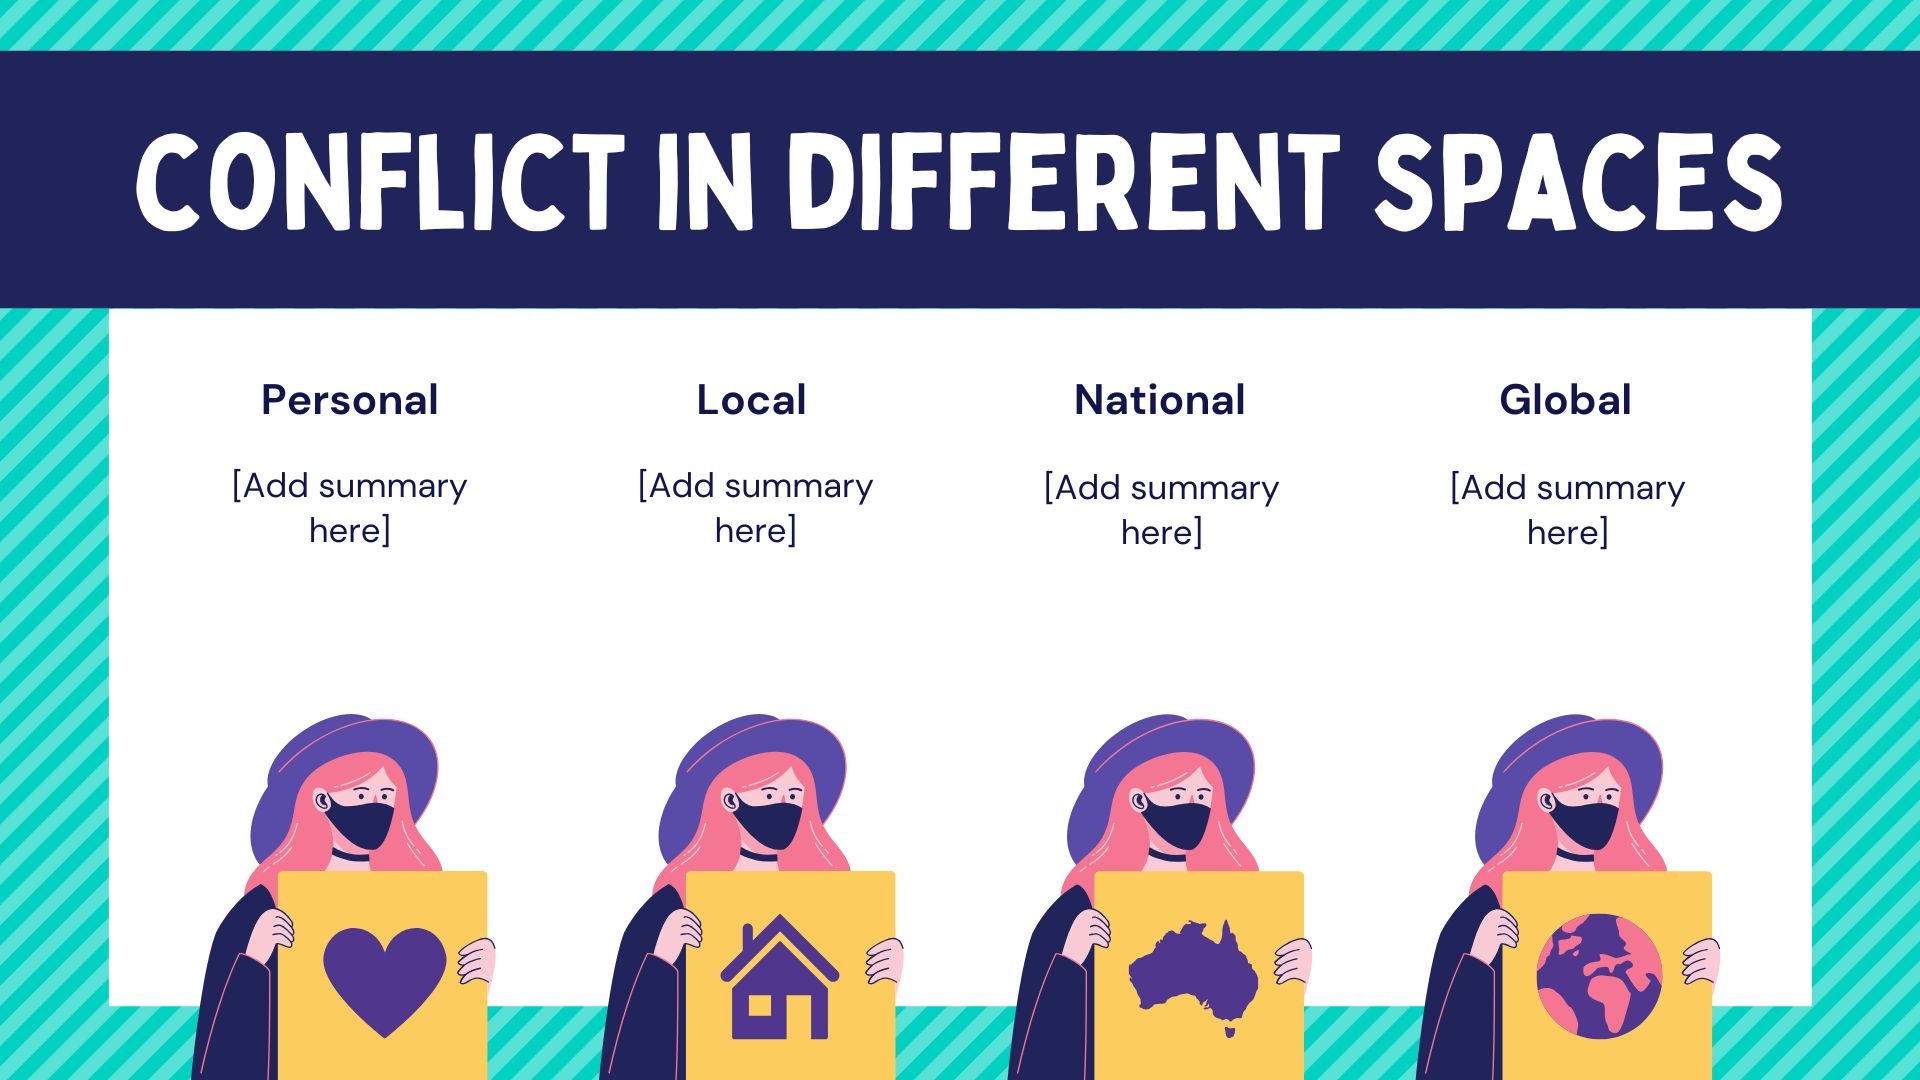 CONFLICT IN DIFFERENT SPACES
Personal
[Add summary
here]
Local
[Add summary
here]
National
[Add summary
here]
Global
[Add summary
here]